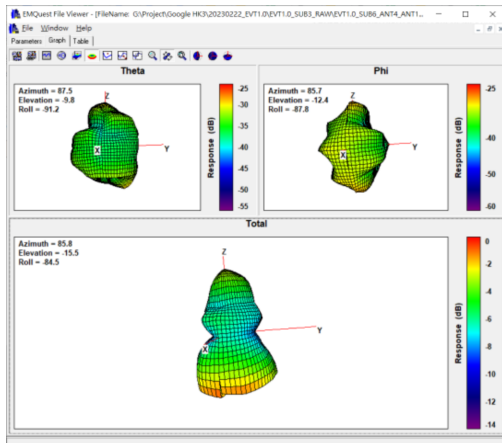 EMQuest File Viewer - [FileName: G:\Project\Google HK3\20230222_EVT1.0\EVT1.0_SUB3_RAW\EVT1.0_SUB6_ANT4_ANT1...
File Window Help
Parameters Graph Table
Theta
Phi
Azimuth = 87.5
Elevation = -9.8
Roll = -91.2
Z
X
Y
Response (dB)
-25
-30
-35
-40
-45
-50
-55
Azimuth = 85.7
Elevation = -12.4
Roll = -87.8
Z
X
Y
Response (dB)
-25
-30
-40
-50
-60
Total
Azimuth = 85.8
Elevation = -15.5
Roll = -84.5
Z
X
Y
Response (dB)
0
-2
-4
-6
-8
-10
-12
-14